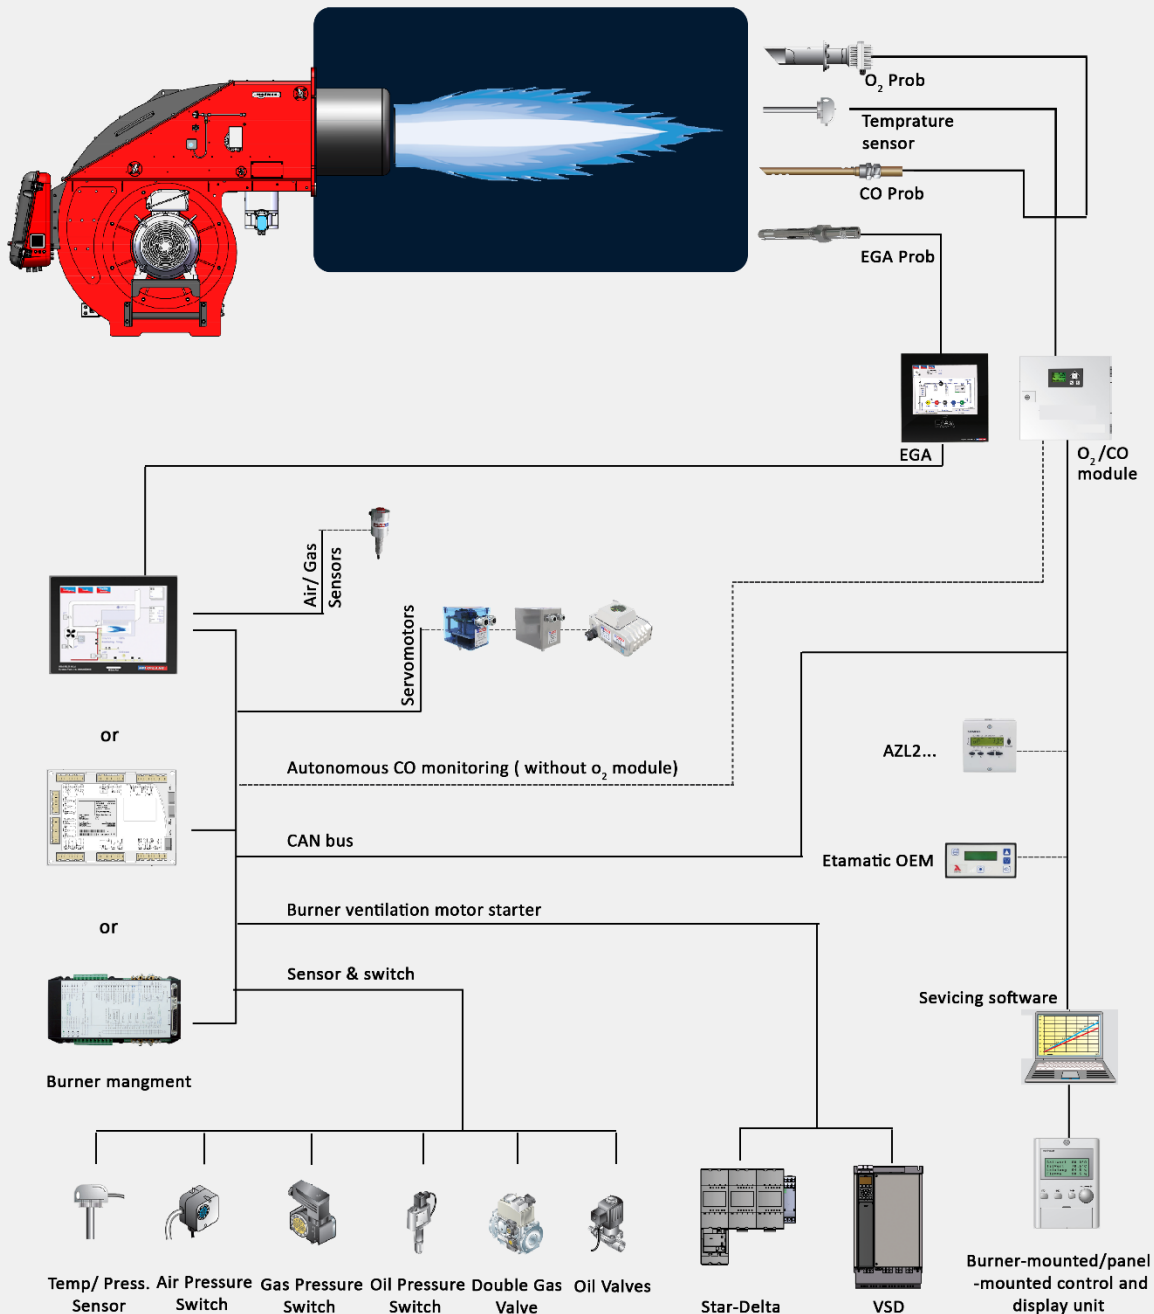 O₂ Prob
Temprature
sensor
CO Prob
EGA Prob
EGA
O₂/CO
module
Air/ Gas
Sensors
Servomotors
or
AZL2...
Autonomous CO monitoring ( without o₂ module)
CAN bus
Etamatic OEM
or
Burner ventilation motor starter
Sensor & switch
Sevicing software
Burner mangment
Temp/ Press.
Sensor
Air Pressure
Switch
Gas Pressure
Switch
Oil Pressure
Switch
Double Gas
Valve
Oil Valves
Star-Delta
VSD
Burner-mounted/panel
-mounted control and
display unit